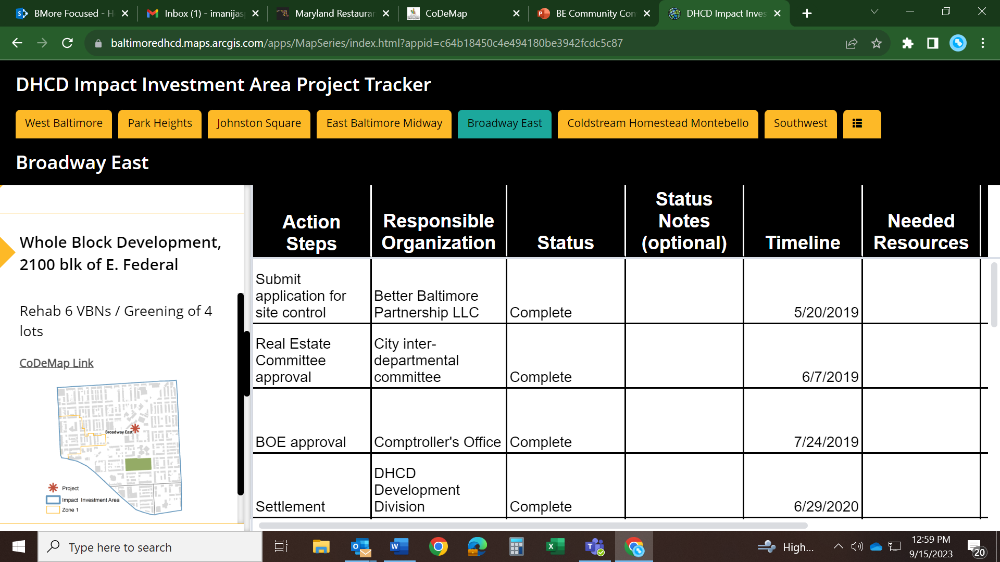 BMore Focused - H
Inbox (1) - imanijas
Maryland Restauran
CoDeMap
BE Community Con
DHCD Impact Inves
baltimoredhcd.maps.arcgis.com/apps/MapSeries/index.html?appid=c64b18450c4e494180be3942fcdc5c87
DHCD Impact Investment Area Project Tracker
West Baltimore
Park Heights
Johnston Square
East Baltimore Midway
Broadway East
Coldstream Homestead Montebello
Southwest
Broadway East
Whole Block Development,
2100 blk of E. Federal
Rehab 6 VBNs / Greening of 4
lots
CoDeMap Link
Broadway East
Project
Impact Investment Area
Zone 1
Action
Steps
Responsible
Organization
Status
Status
Notes
(optional)
Timeline
Needed
Resources
Submit
application for
site control
Better Baltimore
Partnership LLC
Complete
5/20/2019
Real Estate
Committee
approval
City inter-
departmental
committee
Complete
6/7/2019
BOE approval
Comptroller's Office
Complete
7/24/2019
Settlement
DHCD
Development
Division
Complete
6/29/2020
Type here to search
High...
12:59 PM
9/15/2023
20